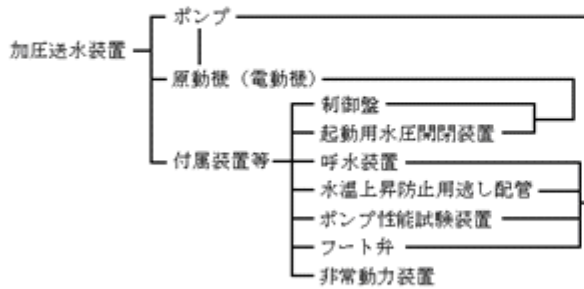 ポンプ
加圧送水装置
原動機（電動機）
制御盤
起動用水圧開閉装置
付属装置等
呼水装置
水温上昇防止用逃し配管
ポンプ性能試験装置
フート弁
非常動力装置